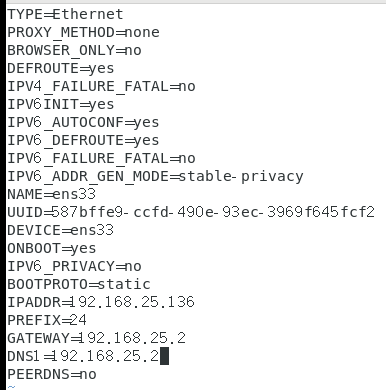 TYPE=Ethernet
PROXY_METHOD=none
BROWSER_ONLY=no
DEFROUTE=yes
IPV4_FAILURE_FATAL=no
IPV6INIT=yes
IPV6_AUTOCONF=yes
IPV6_DEFROUTE=yes
IPV6_FAILURE_FATAL=no
IPV6_ADDR_GEN_MODE=stable-privacy
NAME=ens33
UUID=587bffe9-ccfd-490e-93ec-3969f645fcf2
DEVICE=ens33
ONBOOT=yes
IPV6_PRIVACY=no
BOOTPROTO=static
IPADDR=192.168.25.136
PREFIX=24
GATEWAY=192.168.25.2
DNS1=192.168.25.2
PEERDNS=no
~